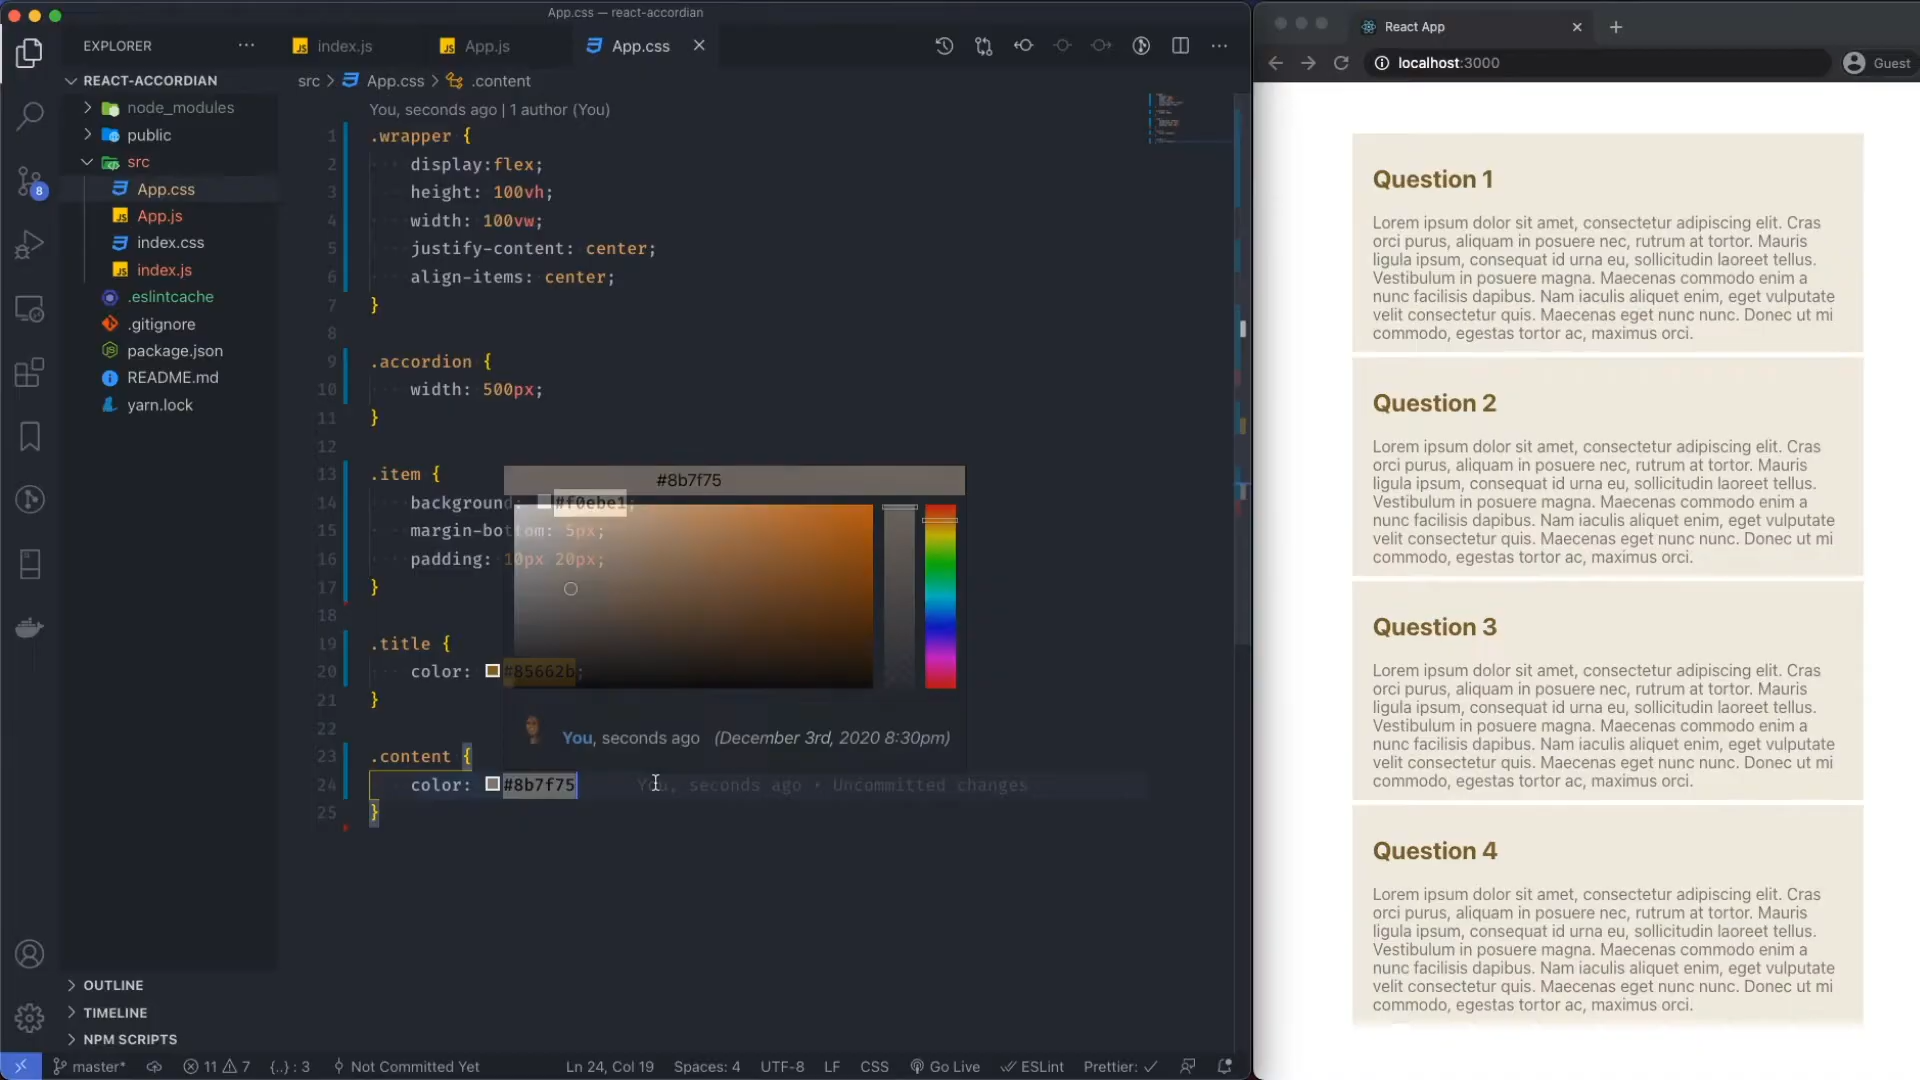 App.css — react-accordian
EXPLORER
index.js
App.js
App.css
REACT-ACCORDIAN
node_modules
public
src
App.css
App.js
index.css
index.js
.eslintcache
.gitignore
package.json
README.md
yarn.lock
8
OUTLINE
TIMELINE
NPM SCRIPTS
src > App.css > .content
You, seconds ago | 1 author (You)
1 .wrapper {
2 display:flex;
3 height: 100vh;
4 width: 100vw;
5 justify-content: center;
6 align-items: center;
7 }
8
9 .accordion {
10 width: 500px;
11 }
12
13 .item {
14 background: #f0ebe1;
15 margin-bottom: 5px;
16 padding: 10px 20px;
17 }
18
19 .title {
20 color: #85662b;
21 }
22
23 .content {
24 color: #8b7f75 You, seconds ago • Uncommitted changes
25 }
#8b7f75
You, seconds ago (December 3rd, 2020 8:30pm)
master*
11 7
{..} : 3
Not Committed Yet
Ln 24, Col 19
Spaces: 4
UTF-8
LF
CSS
Go Live
ESLint
Prettier: ✓
React App
localhost:3000
Guest
Question 1
Lorem ipsum dolor sit amet, consectetur adipiscing elit. Cras
orci purus, aliquam in posuere nec, rutrum at tortor. Mauris
ligula ipsum, consequat id urna eu, sollicitudin laoreet tellus.
Vestibulum in posuere magna. Maecenas commodo enim a
nunc facilisis dapibus. Nam iaculis aliquet enim, eget vulputate
velit consectetur quis. Maecenas eget nunc nunc. Donec ut mi
commodo, egestas tortor ac, maximus orci.
Question 2
Lorem ipsum dolor sit amet, consectetur adipiscing elit. Cras
orci purus, aliquam in posuere nec, rutrum at tortor. Mauris
ligula ipsum, consequat id urna eu, sollicitudin laoreet tellus.
Vestibulum in posuere magna. Maecenas commodo enim a
nunc facilisis dapibus. Nam iaculis aliquet enim, eget vulputate
velit consectetur quis. Maecenas eget nunc nunc. Donec ut mi
commodo, egestas tortor ac, maximus orci.
Question 3
Lorem ipsum dolor sit amet, consectetur adipiscing elit. Cras
orci purus, aliquam in posuere nec, rutrum at tortor. Mauris
ligula ipsum, consequat id urna eu, sollicitudin laoreet tellus.
Vestibulum in posuere magna. Maecenas commodo enim a
nunc facilisis dapibus. Nam iaculis aliquet enim, eget vulputate
velit consectetur quis. Maecenas eget nunc nunc. Donec ut mi
commodo, egestas tortor ac, maximus orci.
Question 4
Lorem ipsum dolor sit amet, consectetur adipiscing elit. Cras
orci purus, aliquam in posuere nec, rutrum at tortor. Mauris
ligula ipsum, consequat id urna eu, sollicitudin laoreet tellus.
Vestibulum in posuere magna. Maecenas commodo enim a
nunc facilisis dapibus. Nam iaculis aliquet enim, eget vulputate
velit consectetur quis. Maecenas eget nunc nunc. Donec ut mi
commodo, egestas tortor ac, maximus orci.